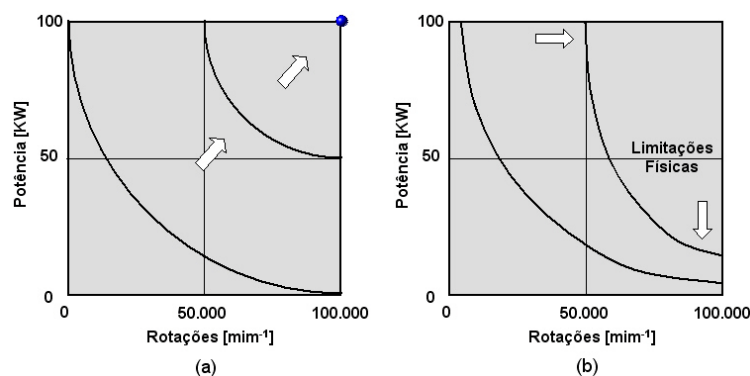 100
50
0
Potência [KW]
0
50.000
100.000
Rotações [mim-1]
(a)
100
50
0
Potência [KW]
Limitações
Físicas
0
50.000
100.000
Rotações [mim-1]
(b)